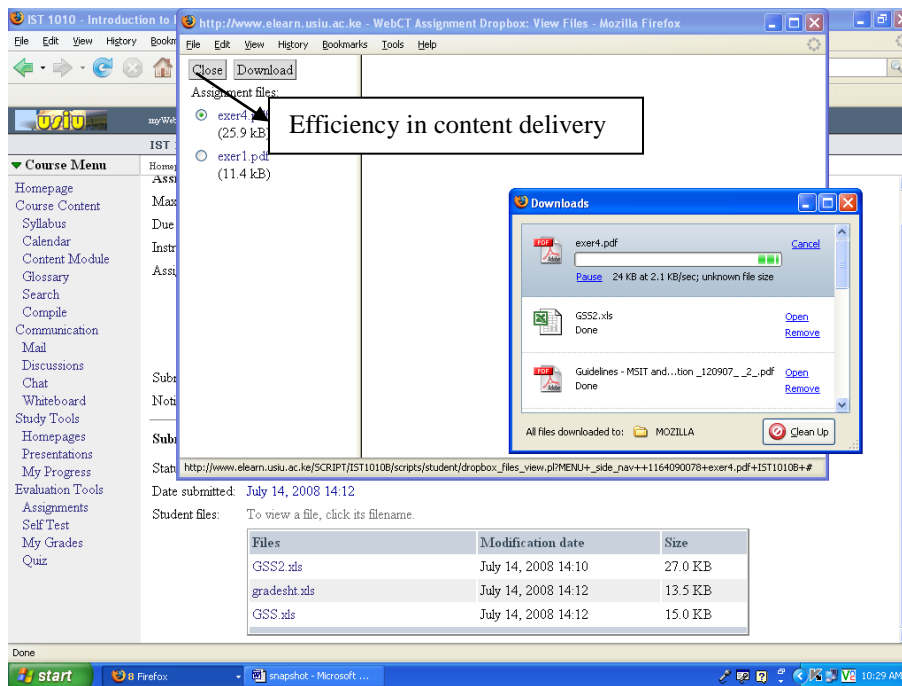 IST 1010 - Introduction to I
http://www.elearn.usiu.ac.ke - WebCT Assignment Dropbox: View Files - Mozilla Firefox
File Edit View History Bookm
File Edit View History Bookmarks Tools Help
Close Download
Assignment files:
exer4.pdf
(25.9 kB)
exer1.pdf
(11.4 kB)
Efficiency in content delivery
usiu
myWe
IST
Course Menu
Homepage
Course Content
Syllabus
Calendar
Content Module
Glossary
Search
Compile
Communication
Mail
Discussions
Chat
Whiteboard
Study Tools
Homepages
Presentations
My Progress
Evaluation Tools
Assignments
Self Test
My Grades
Quiz
Home
Assi
Max
Due
Instr
Assi
Subr
Noti
Subr
Statu
Downloads
exer4.pdf
Cancel
Pause 24 KB at 2.1 KB/sec; unknown file size
GSS2.xls
Open
Done
Remove
Guidelines - MSIT and...tion _120907_ _2_.pdf
Open
Done
Remove
All files downloaded to: MOZILLA
Clean Up
http://www.elearn.usiu.ac.ke/SCRIPT/IST1010B/scripts/student/dropbox_files_view.pl?MENU+_side_nav++1164090078+exer4.pdf+IST1010B+#
Date submitted: July 14, 2008 14:12
Student files: To view a file, click its filename.
Files Modification date Size
GSS2.xls July 14, 2008 14:10 27.0 KB
gradesht.xls July 14, 2008 14:12 13.5 KB
GSS.xls July 14, 2008 14:12 15.0 KB
Done
start
8 Firefox
snapshot - Microsoft ...
10:29 AM